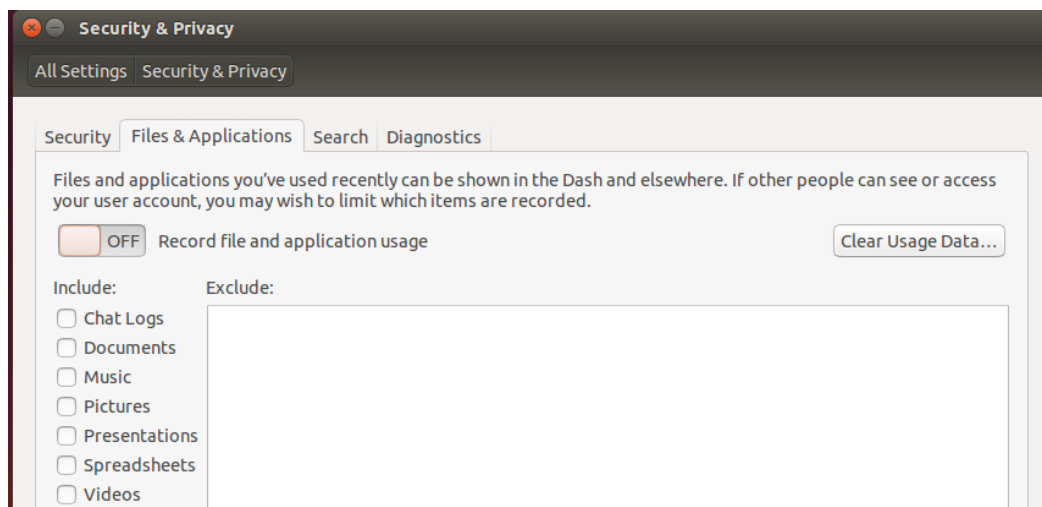 Security & Privacy
All Settings Security & Privacy
Security Files & Applications Search Diagnostics
Files and applications you've used recently can be shown in the Dash and elsewhere. If other people can see or access
your user account, you may wish to limit which items are recorded.
OFF Record file and application usage Clear Usage Data...
Include: Exclude:
Chat Logs
Documents
Music
Pictures
Presentations
Spreadsheets
Videos